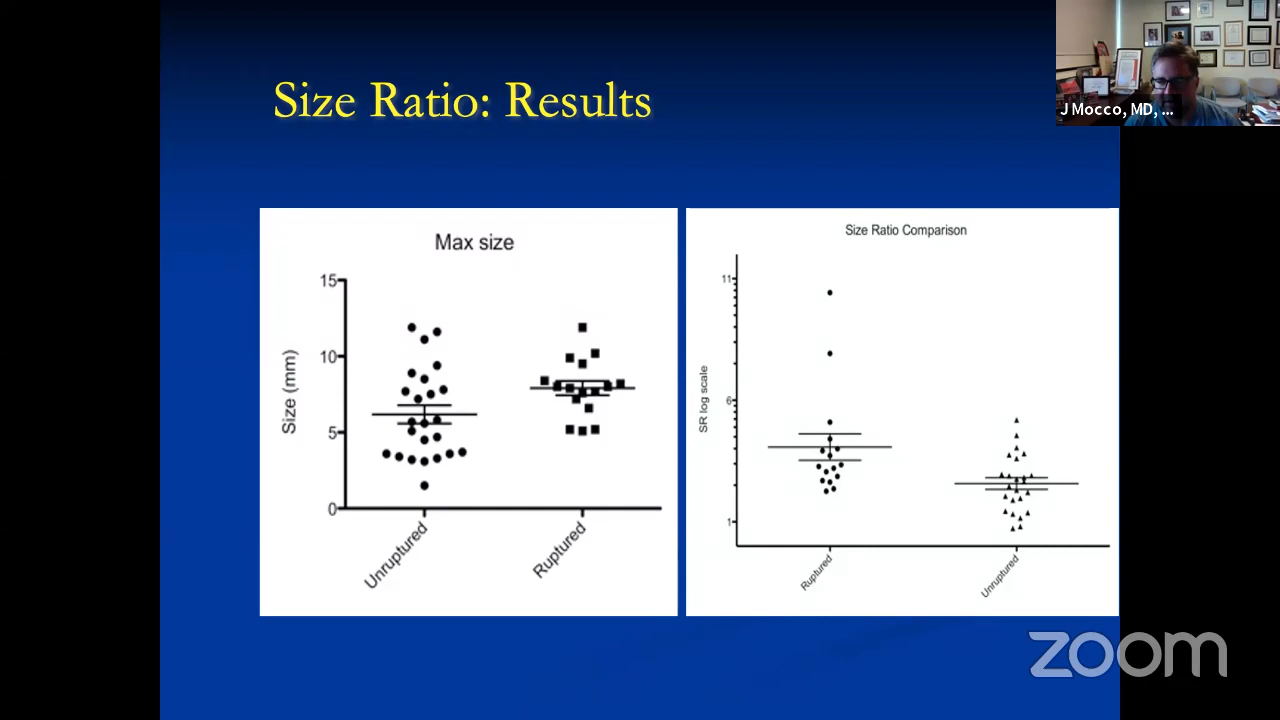 Size Ratio: Results
J Mocco, MD, ...
Max size
15
10
5
0
Size (mm)
Unruptured
Ruptured
Size Ratio Comparison
11
6
1
SR log scale
Ruptured
Unruptured
zoom